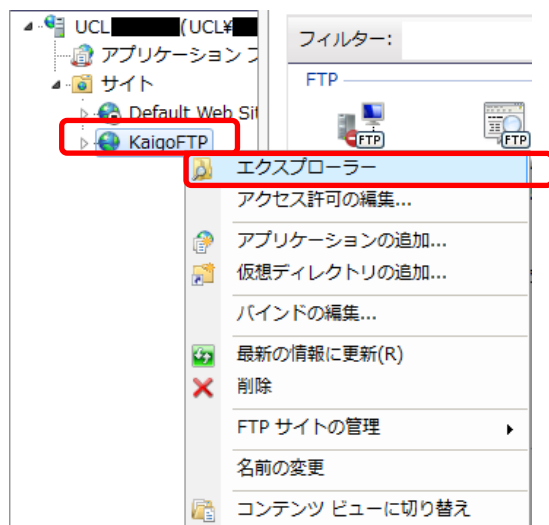 UCL (UCL¥
アプリケーション プ
サイト
Default Web Sit
KaigoFTP
フィルター:
FTP
FTP
FTP
エクスプローラー
アクセス許可の編集...
アプリケーションの追加...
仮想ディレクトリの追加...
バインドの編集...
最新の情報に更新(R)
削除
FTP サイトの管理
名前の変更
コンテンツ ビューに切り替え